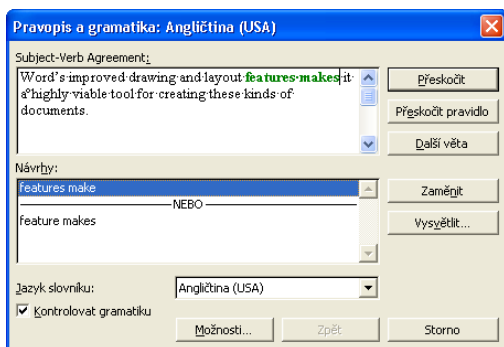 Pravopis a gramatika: Angličtina (USA)
Subject-Verb Agreement:
Word's improved drawing and layout features makes it
a highly viable tool for creating these kinds of
documents.
Přeskočit
Přeskočit pravidlo
Další věta
Návrhy:
features make
NEBO
feature makes
Zaměnit
Vysvětlit...
Jazyk slovníku:
Angličtina (USA)
Kontrolovat gramatiku
Možnosti...
Zpět
Storno